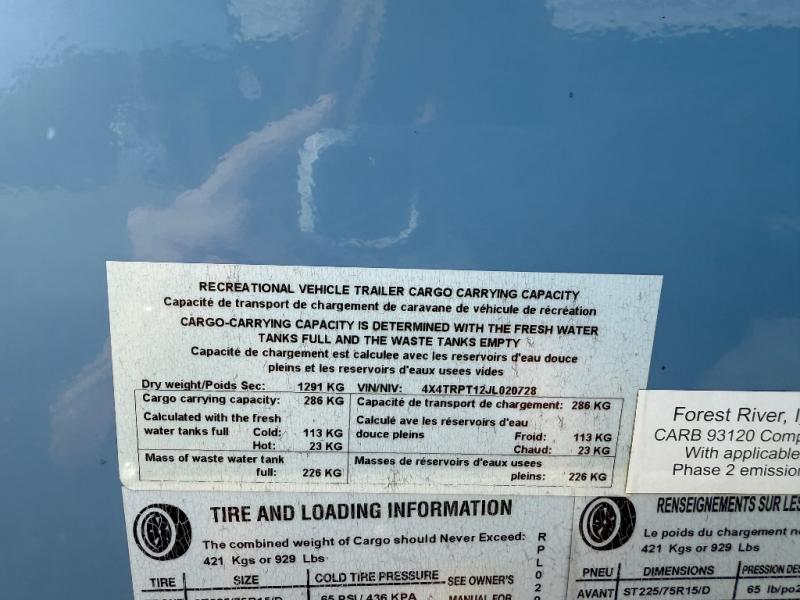 RECREATIONAL VEHICLE TRAILER CARGO CARRYING CAPACITY
Capacité de transport de chargement de caravane de véhicule de récréation
CARGO-CARRYING CAPACITY IS DETERMINED WITH THE FRESH WATER
TANKS FULL AND THE WASTE TANKS EMPTY
Capacité de chargement est calculee avec les reservoirs d'eau douce
pleins et les reservoirs d'eaux usees vides
Dry weight/Poids Sec: 1291 KG VIN/NIV: 4X4TRPT12JL020728
Cargo carrying capacity: 286 KG
Calculated with the fresh
water tanks full Cold: 113 KG
Hot: 23 KG
Mass of waste water tank
full: 226 KG
Capacité de transport de chargement: 286 KG
Calculé ave les réservoirs d'eau
douce pleins Froid: 113 KG
Chaud: 23 KG
Masses de réservoirs d'eaux usees
pleins: 226 KG
Forest River, I
CARB 93120 Comp
With applicable
Phase 2 emission
TIRE AND LOADING INFORMATION
The combined weight of Cargo should Never Exceed:
421 Kgs or 929 Lbs
TIRE SIZE COLD TIRE PRESSURE SEE OWNER'S
ST225/75R15/D 65 PSI/ 436 KPA MANUAL FOR
R
P
L
0
2
0
RENSEIGNEMENTS SUR LES
Le poids du chargement n
421 Kgs or 929 Lbs
PNEU DIMENSIONS PRESSION DES
AVANT ST225/75R15/D 65 lb/po2